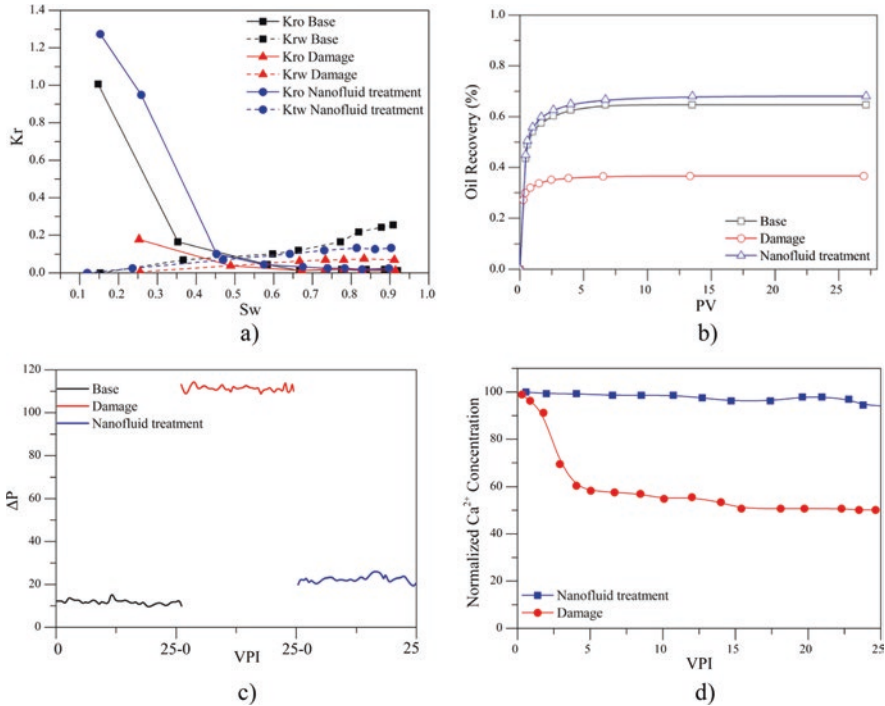 1.4
1.2
1.0
0.8
0.6
0.4
0.2
0.0
Kr
Kro Base
Krw Base
Kro Damage
Krw Damage
Kro Nanofluid treatment
Ktw Nanofluid treatment
0.1 0.2 0.3 0.4 0.5 0.6 0.7 0.8 0.9 1.0
Sw
a)
1.0
0.8
0.6
0.4
0.2
0.0
Oil Recovery (%)
Base
Damage
Nanofluid treatment
0 5 10 15 20 25
PV
b)
120
100
80
60
40
20
0
ΔP
Base
Damage
Nanofluid treatment
0 25-0 25-0 25
VPI
c)
100
80
60
40
20
0
Normalized Ca2+ Concentration
Nanofluid treatment
Damage
0 5 10 15 20 25
VPI
d)